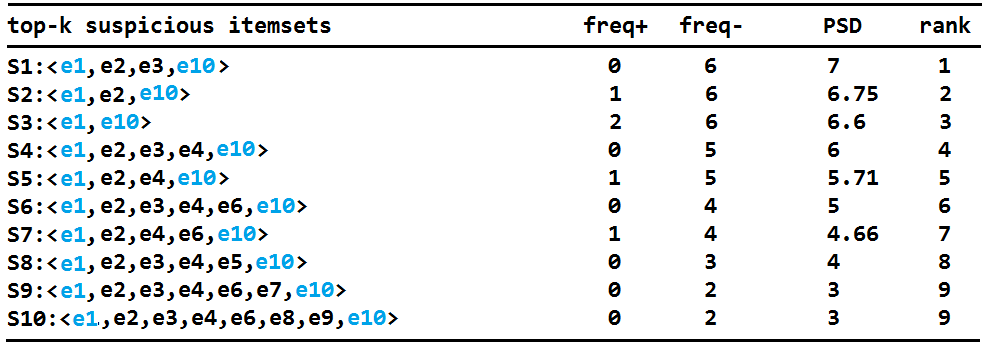 top-k suspicious itemsets freq+ freq- PSD rank
S1:<e1,e2,e3,e10> 0 6 7 1
S2:<e1,e2,e10> 1 6 6.75 2
S3:<e1,e10> 2 6 6.6 3
S4:<e1,e2,e3,e4,e10> 0 5 6 4
S5:<e1,e2,e4,e10> 1 5 5.71 5
S6:<e1,e2,e3,e4,e6,e10> 0 4 5 6
S7:<e1,e2,e4,e6,e10> 1 4 4.66 7
S8:<e1,e2,e3,e4,e5,e10> 0 3 4 8
S9:<e1,e2,e3,e4,e6,e7,e10> 0 2 3 9
S10:<e1,e2,e3,e4,e6,e8,e9,e10> 0 2 3 9